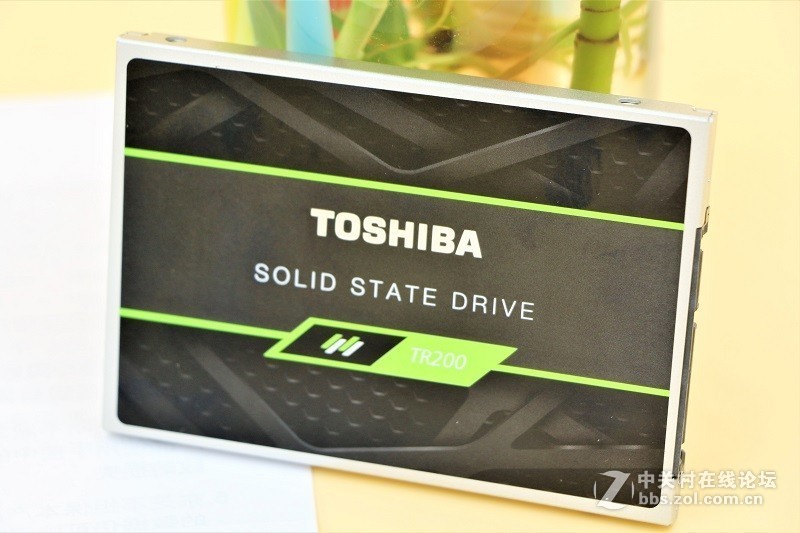 TOSHIBA
SOLID STATE DRIVE
TR200
中关村在线论坛
bbs.zol.com.cn